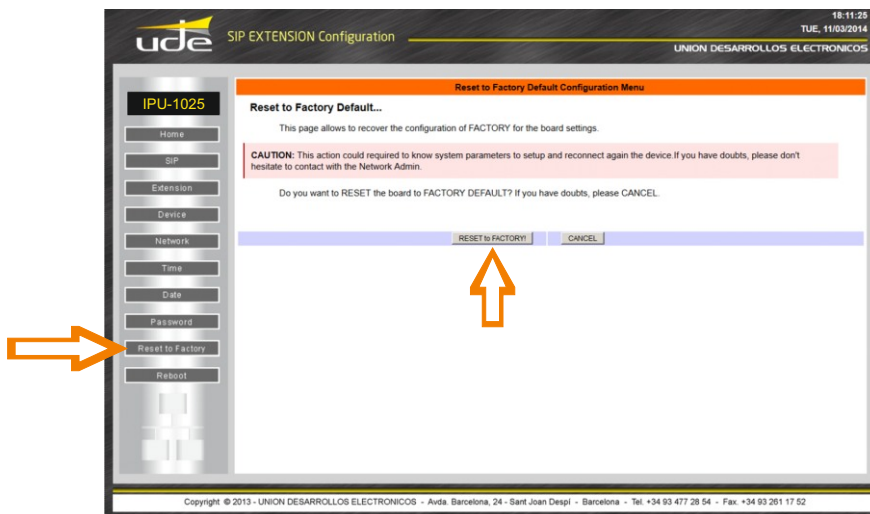 18:11:25
TUE, 11/03/2014
ude
SIP EXTENSION Configuration
UNION DESARROLLOS ELECTRONICOS
IPU-1025
Home
SIP
Extension
Device
Network
Time
Date
Password
Reset to Factory
Reboot
Reset to Factory Default Configuration Menu
Reset to Factory Default...
This page allows to recover the configuration of FACTORY for the board settings.
CAUTION: This action could required to know system parameters to setup and reconnect again the device.If you have doubts, please don't
hesitate to contact with the Network Admin.
Do you want to RESET the board to FACTORY DEFAULT? If you have doubts, please CANCEL.
RESET to FACTORY!
CANCEL
Copyright © 2013 - UNION DESARROLLOS ELECTRONICOS - Avda. Barcelona, 24 - Sant Joan Despí - Barcelona - Tel. +34 93 477 28 54 - Fax. +34 93 261 17 52